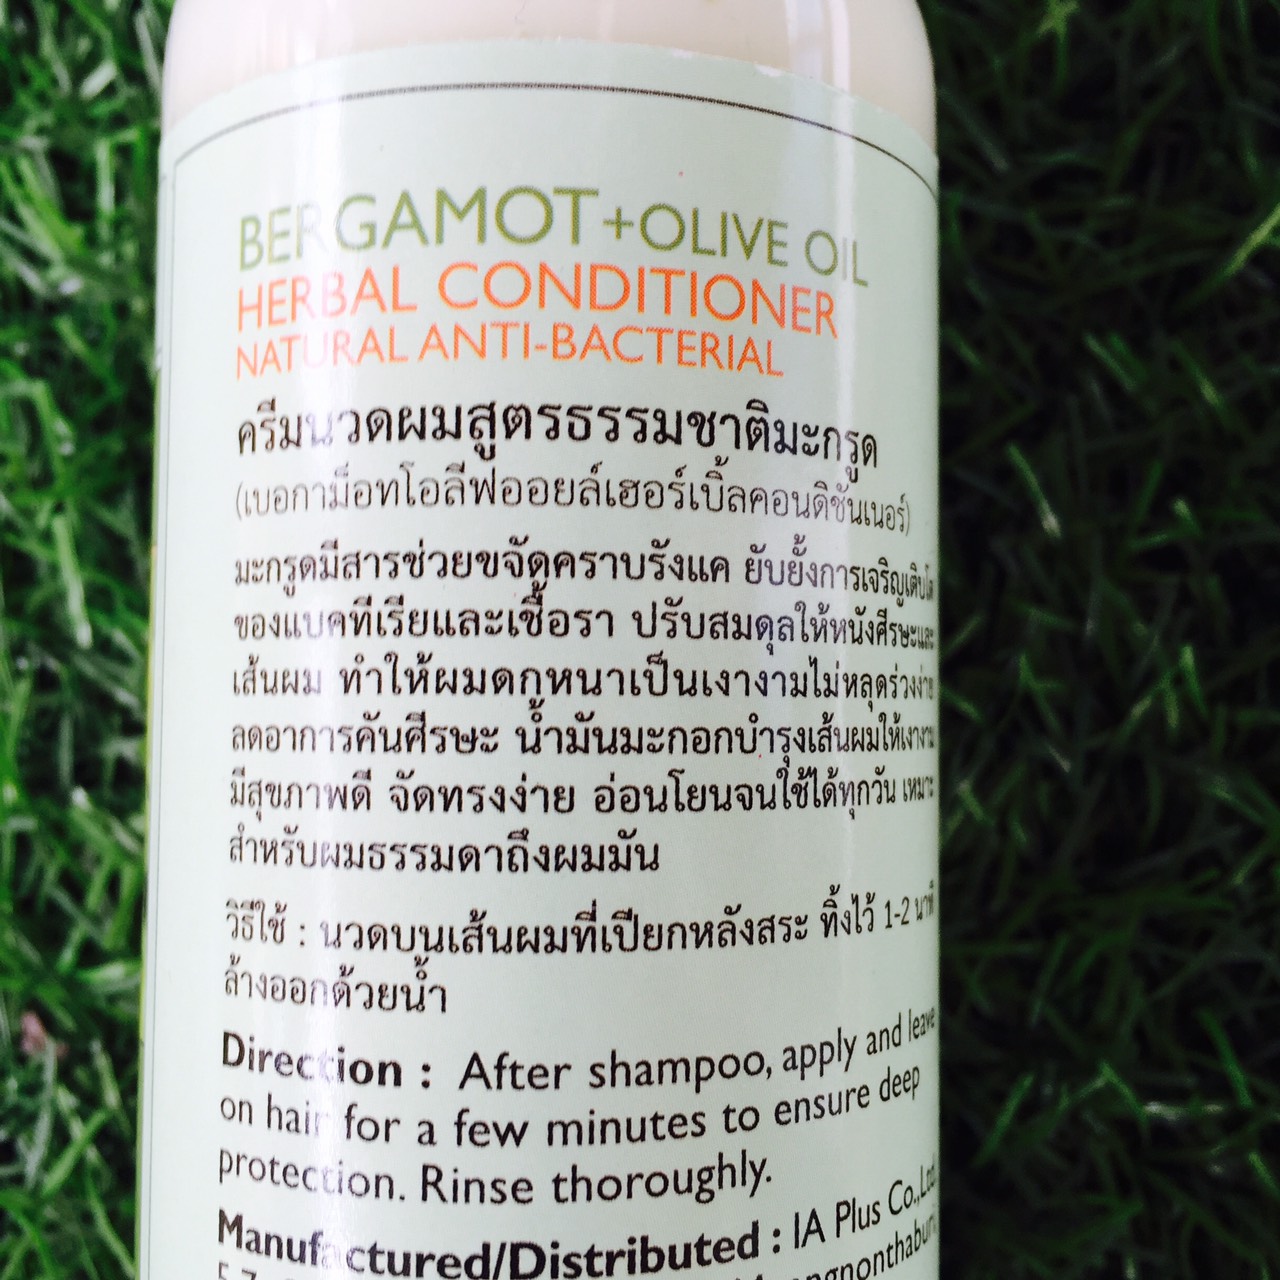 BERGAMOT+OLIVE OIL
HERBAL CONDITIONER
NATURAL ANTI-BACTERIAL
ครีมนวดผมสูตรธรรมชาติมะกรูด
(เบอกาม็อทโอลีฟออยล์เฮอร์เบิ้ลคอนดิชั่นเนอร์)
มะกรูดมีสารช่วยขจัดคราบรังแค ยับยั้งการเจริญเติบโต
ของแบคทีเรียและเชื้อรา ปรับสมดุลให้หนังศีรษะและ
เส้นผม ทำให้ผมดกหนาเป็นเงางามไม่หลุดร่วงง่าย
ลดอาการคันศีรษะ น้ำมันมะกอกบำรุงเส้นผมให้เงางาม
มีสุขภาพดี จัดทรงง่าย อ่อนโยนจนใช้ได้ทุกวัน เหมาะ
สำหรับผมธรรมดาถึงผมมัน
วิธีใช้ : นวดบนเส้นผมที่เปียกหลังสระ ทิ้งไว้ 1-2 นาที
ล้างออกด้วยน้ำ
Direction : After shampoo, apply and leave
on hair for a few minutes to ensure deep
protection. Rinse thoroughly.
Manufactured/Distributed : IA Plus Co.,Ltd.